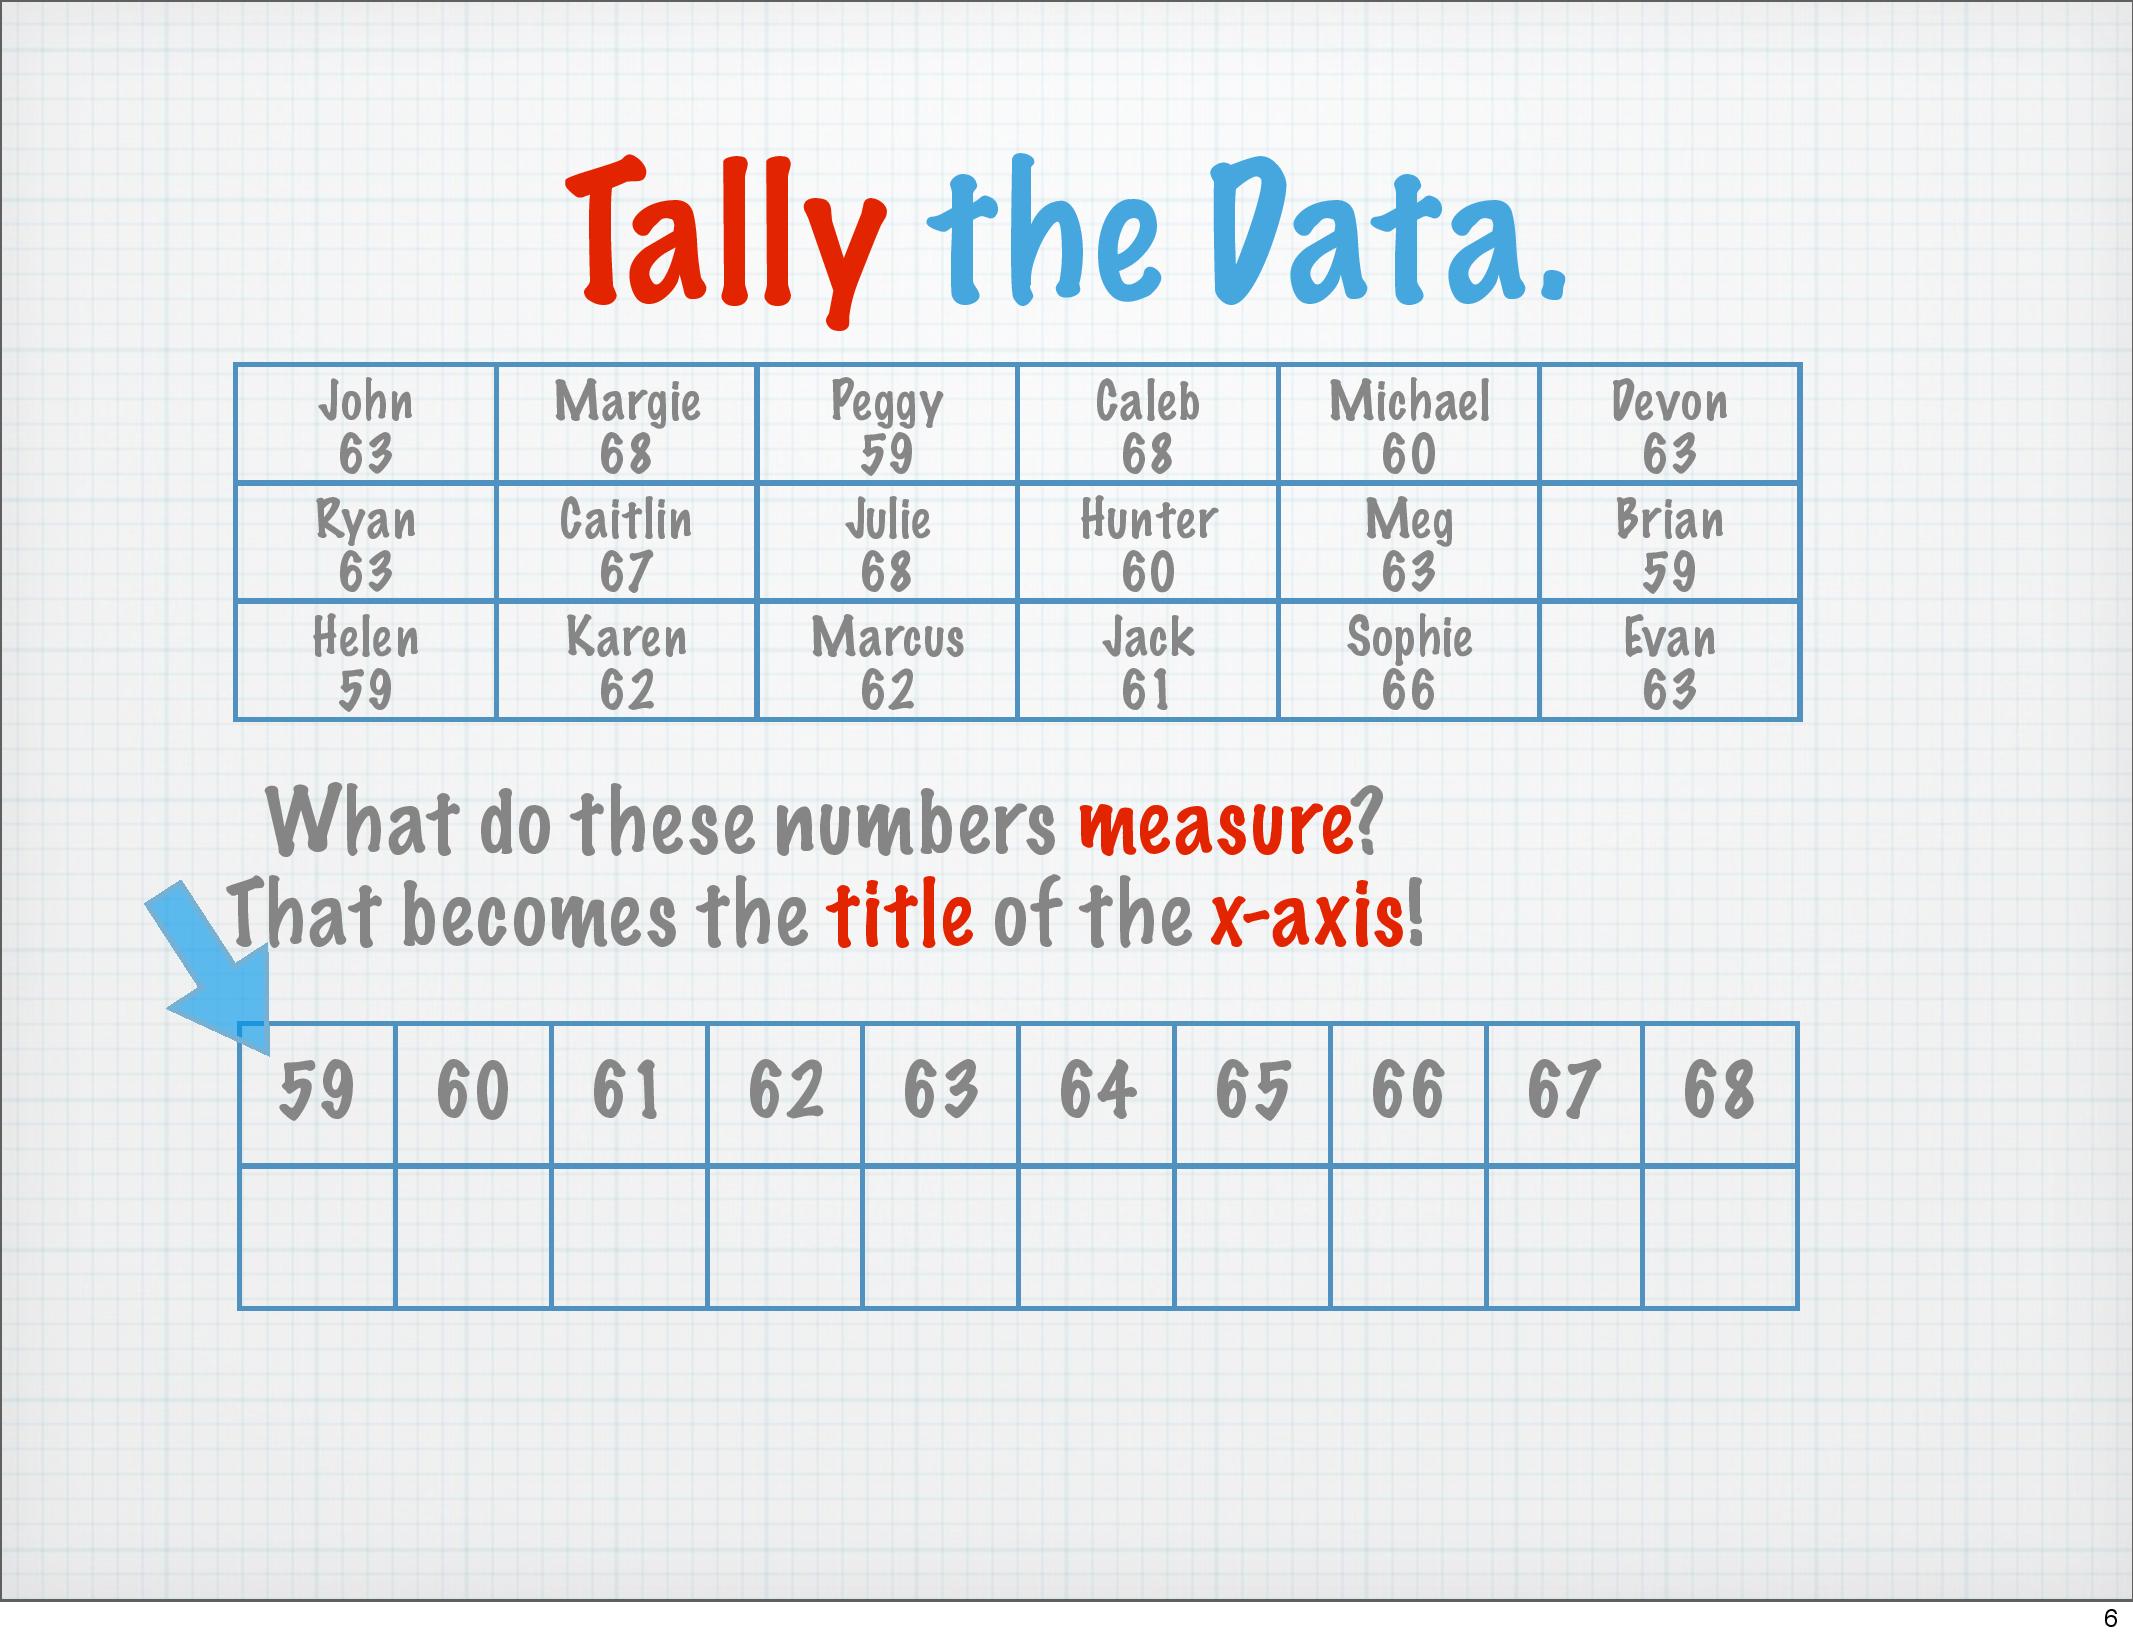 Tally the Data.
John Margie Peggy Caleb Michael Devon
63 68 59 68 60 63
Ryan Caitlin Julie Hunter Meg Brian
63 67 68 60 63 59
Helen Karen Marcus Jack Sophie Evan
59 62 62 61 66 63
What do these numbers measure?
That becomes the title of the x-axis!
59 60 61 62 63 64 65 66 67 68
6